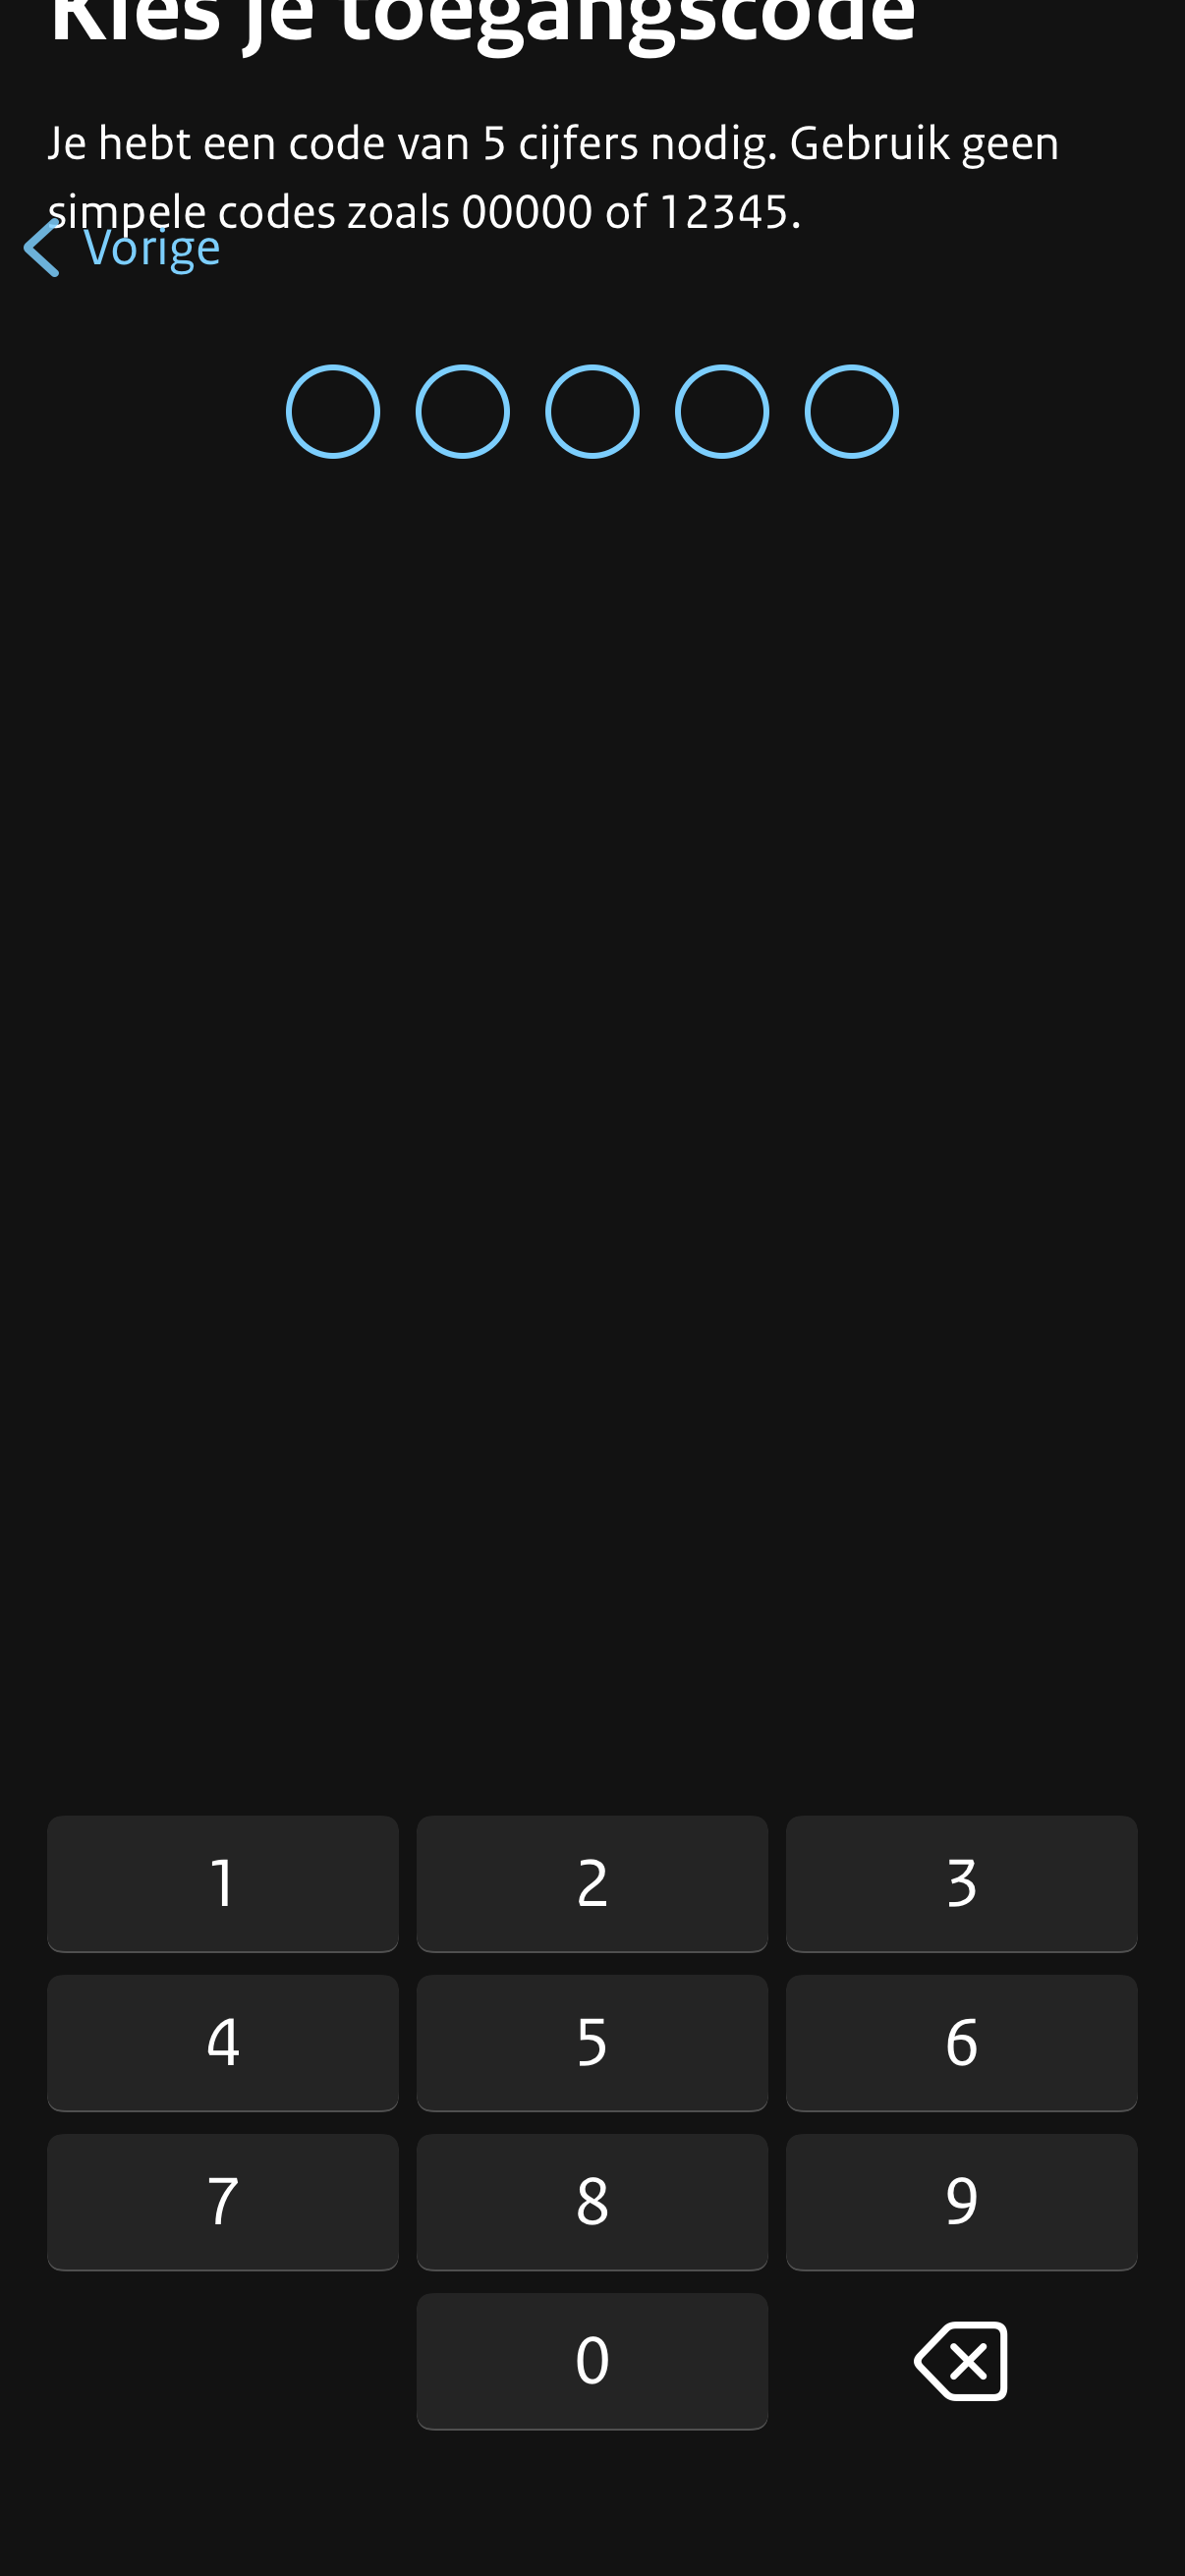 Kies je toegangscode
Je hebt een code van 5 cijfers nodig. Gebruik geen
simpele codes zoals 00000 of 12345.
Vorige
1 2 3
4 5 6
7 8 9
0